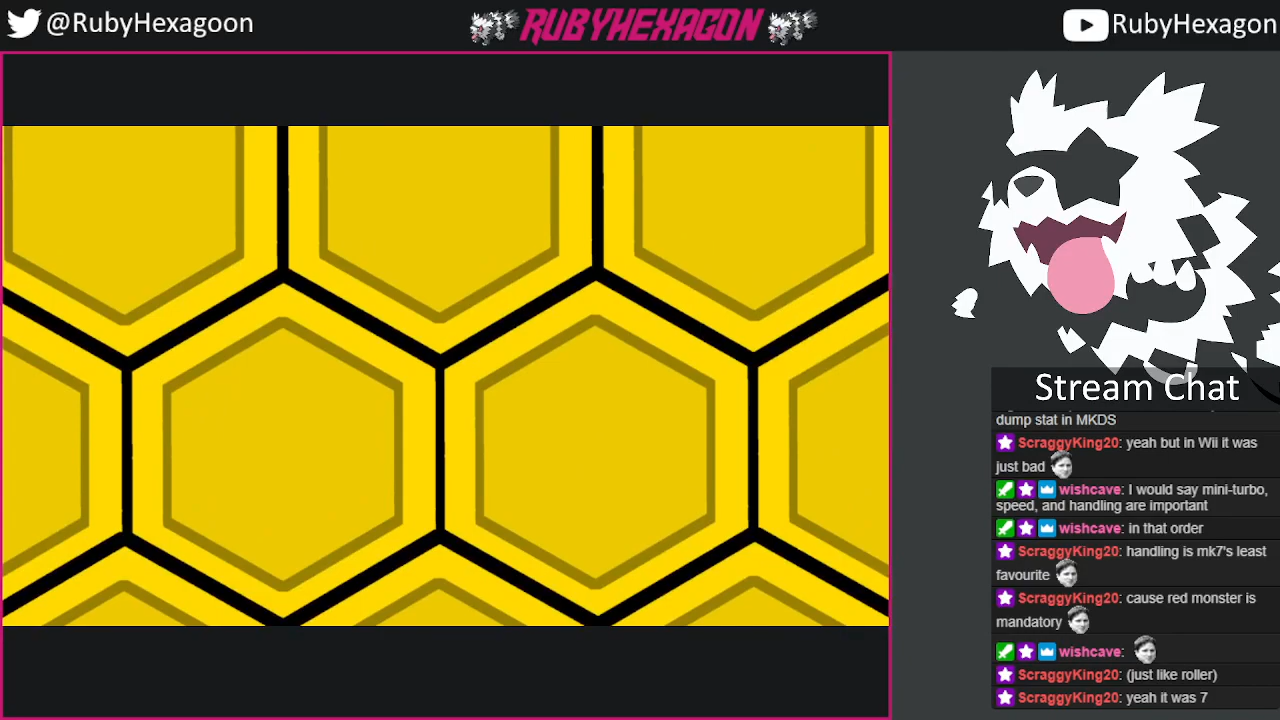 @RubyHexagoon
RUBYHEXAGON
RubyHexagon
Stream Chat
dump stat in MKDS
ScraggyKing20: yeah but in Wii it was
just bad
wishcave: I would say mini-turbo,
speed, and handling are important
wishcave: in that order
ScraggyKing20: handling is mk7's least
favourite
ScraggyKing20: cause red monster is
mandatory
wishcave:
ScraggyKing20: (just like roller)
ScraggyKing20: yeah it was 7